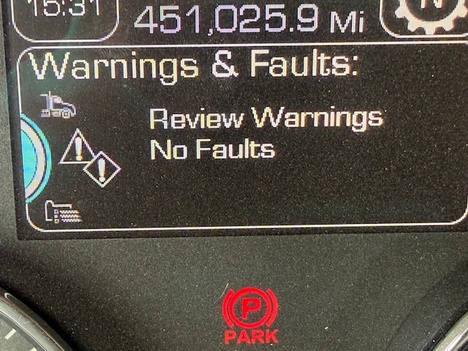 15:31
451,025.9 Mi
N
Warnings & Faults:
Review Warnings
No Faults
P
PARK